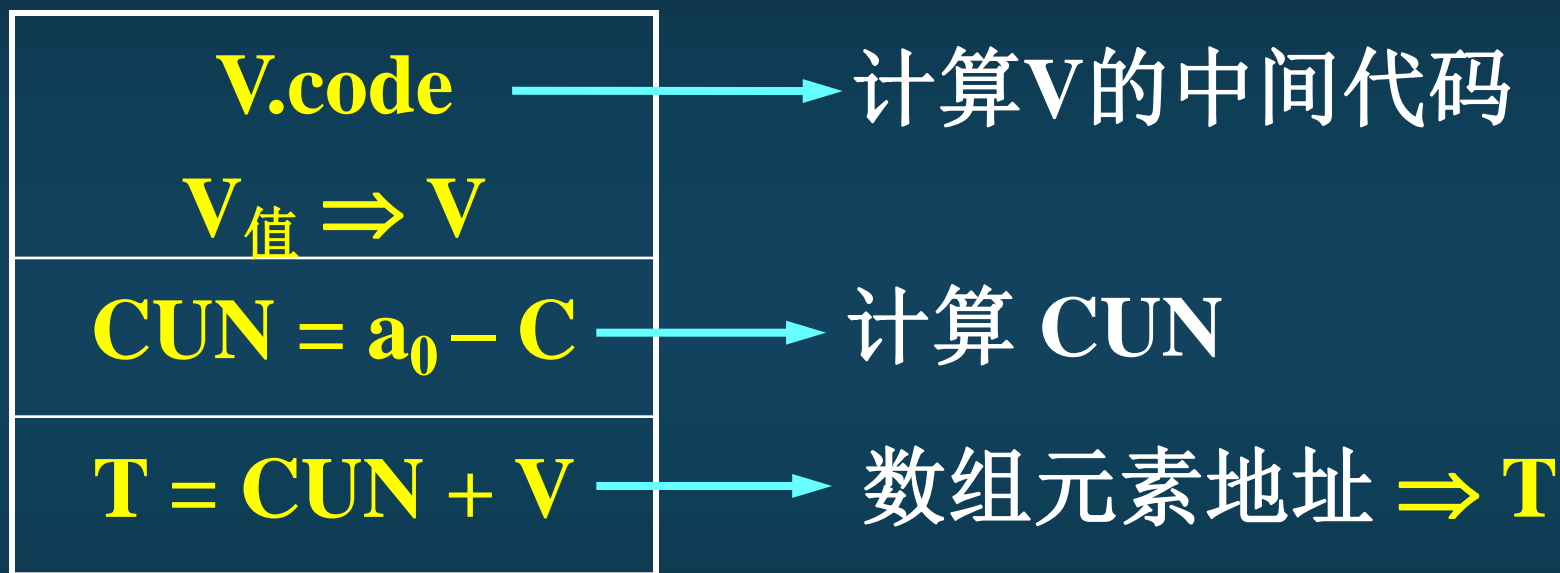 V.code 计算V的中间代码
V值 ⇒ V
CUN = a₀ – C 计算 CUN
T = CUN + V 数组元素地址 ⇒ T